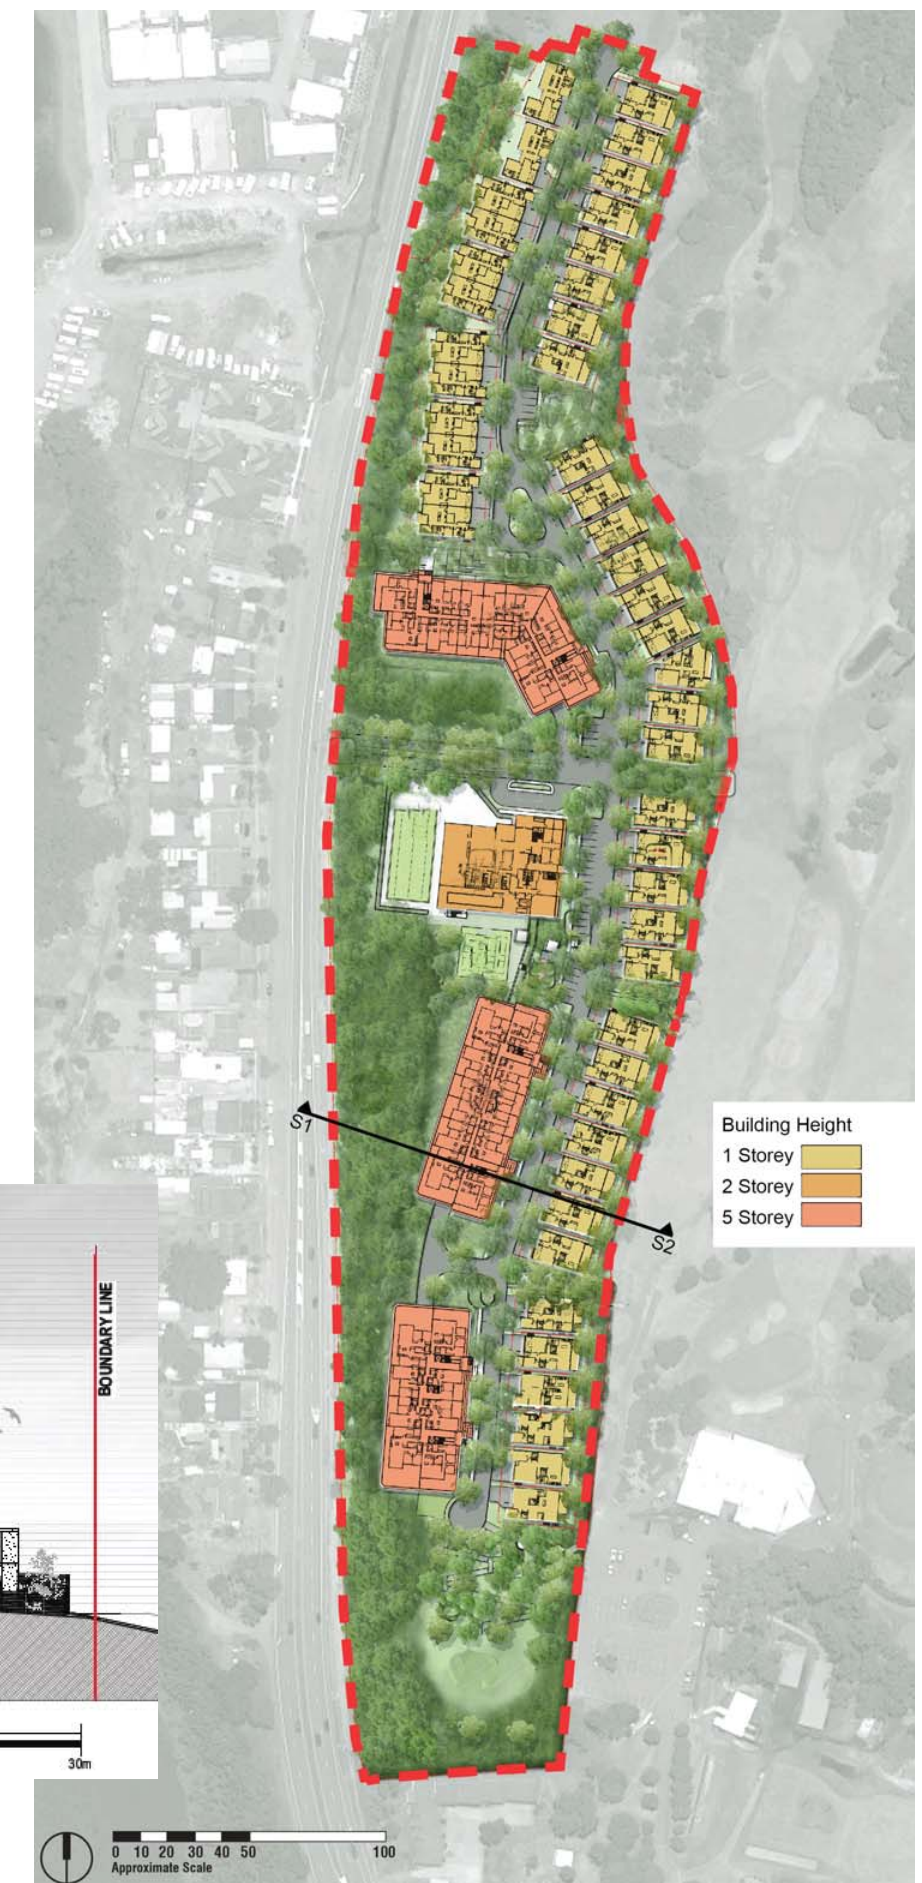 S1
S2
Building Height
1 Storey
2 Storey
5 Storey
BOUNDARY LINE
30m
0 10 20 30 40 50 100
Approximate Scale